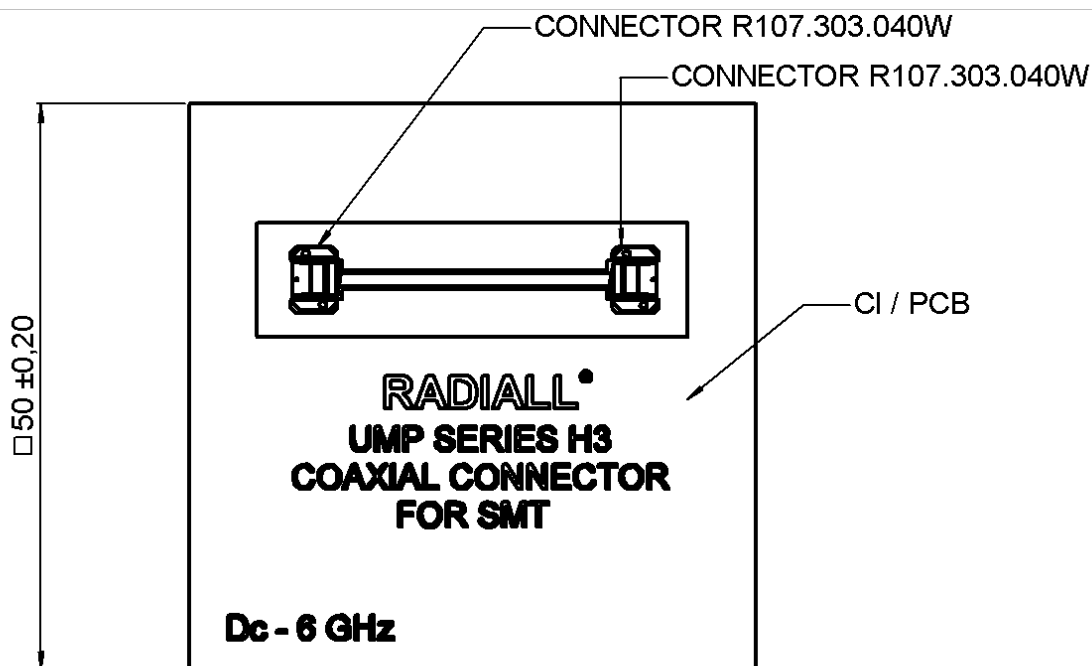 CONNECTOR R107.303.040W
CONNECTOR R107.303.040W
□50 ±0,20
CI / PCB
RADIALL®
UMP SERIES H3
COAXIAL CONNECTOR
FOR SMT
Dc - 6 GHz